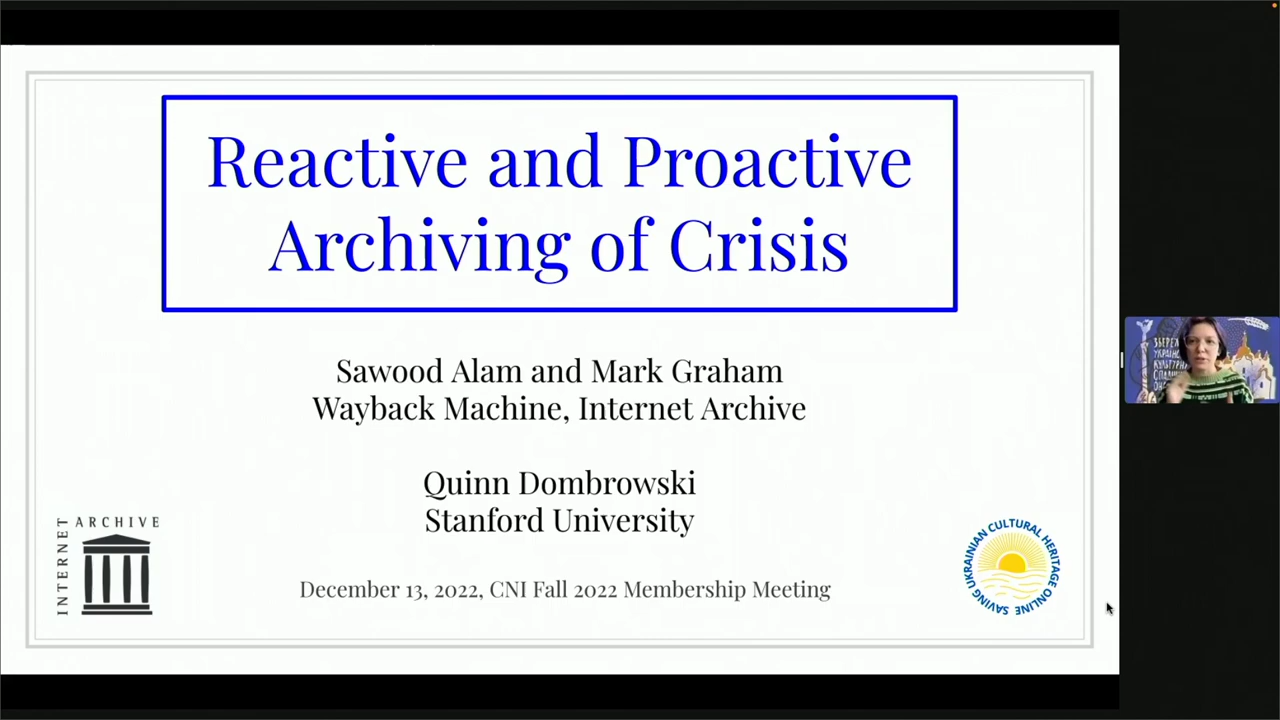 Reactive and Proactive
Archiving of Crisis
Sawood Alam and Mark Graham
Wayback Machine, Internet Archive
Quinn Dombrowski
Stanford University
December 13, 2022, CNI Fall 2022 Membership Meeting
INTERNET ARCHIVE
SAVING UKRAINIAN CULTURAL HERITAGE ONLINE